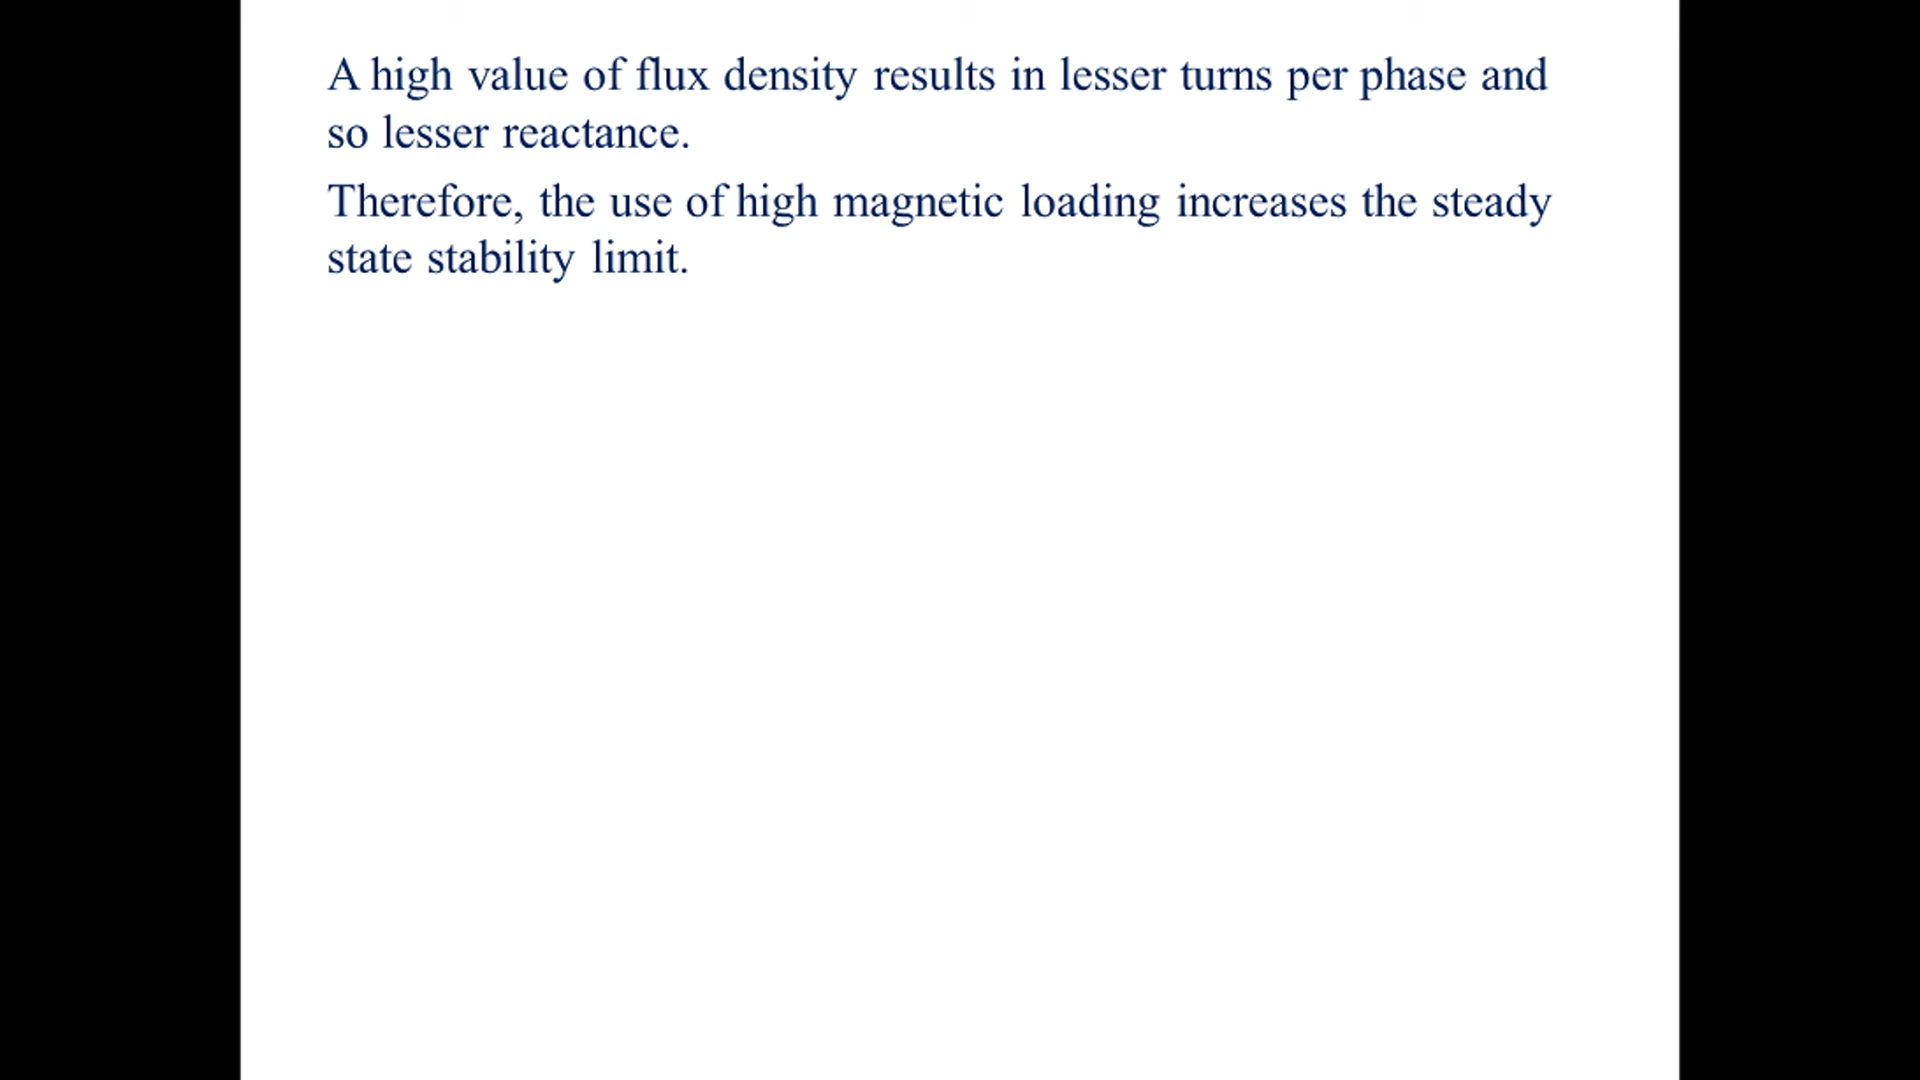 A high value of flux density results in lesser turns per phase and
so lesser reactance.
Therefore, the use of high magnetic loading increases the steady
state stability limit.